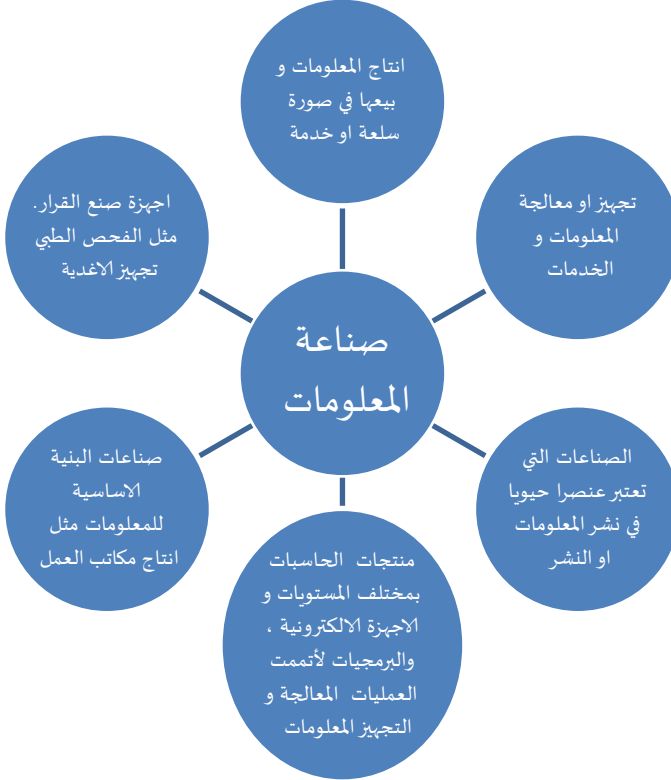 انتاج المعلومات و
بيعها في صورة
سلعة او خدمة
تجهيز او معالجة
المعلومات و
الخدمات
الصناعات التي
تعتبر عنصرا حيويا
في نشر المعلومات
او النشر
منتجات الحاسبات
بمختلف المستويات و
الاجهزة الالكترونية ،
والبرمجيات لأتممت
العمليات المعالجة و
التجهيز المعلومات
صناعات البنية
الاساسية
للمعلومات مثل
انتاج مكاتب العمل
اجهزة صنع القرار.
مثل الفحص الطبي
تجهيز الاغدية
صناعة
المعلومات